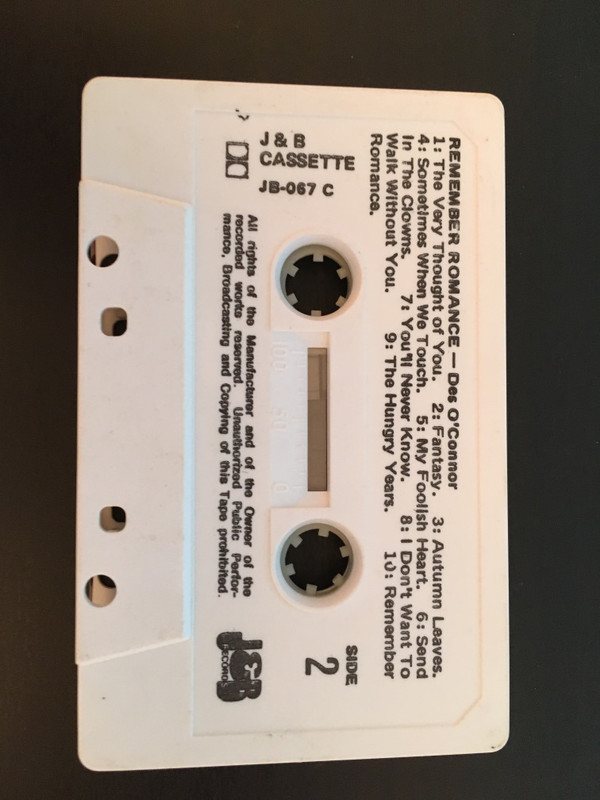 REMEMBER ROMANCE — Des O'Connor
1: The Very Thought of You. 2: Fantasy. 3: Autumn Leaves.
4: Sometimes When We Touch. 5: My Foolish Heart. 6: Send
In The Clowns. 7: You'll Never Know. 8: I Don't Want To
Walk Without You. 9: The Hungry Years. 10: Remember
Romance.
J & B
CASSETTE
JB-067 C
SIDE
2
100 50 0
All rights of the Manufacturer and of the Owner of the
recorded works reserved. Unauthorized Public Perfor-
mance, Broadcasting and Copying of this Tape prohibited.
J&B
RECORDS